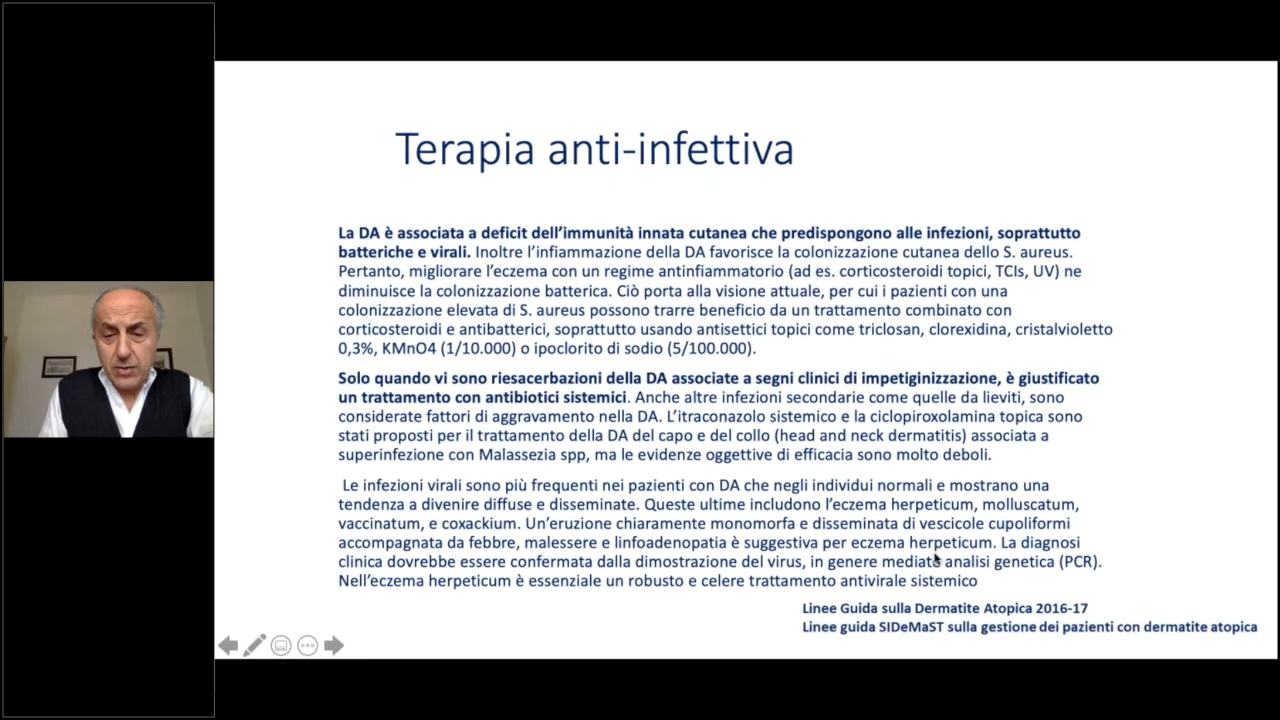 Terapia anti-infettiva
La DA è associata a deficit dell’immunità innata cutanea che predispongono alle infezioni, soprattutto
batteriche e virali. Inoltre l’infiammazione della DA favorisce la colonizzazione cutanea dello S. aureus.
Pertanto, migliorare l’eczema con un regime antinfiammatorio (ad es. corticosteroidi topici, TCIs, UV) ne
diminuisce la colonizzazione batterica. Ciò porta alla visione attuale, per cui i pazienti con una
colonizzazione elevata di S. aureus possono trarre beneficio da un trattamento combinato con
corticosteroidi e antibatterici, soprattutto usando antisettici topici come triclosan, clorexidina, cristalvioletto
0,3%, KMnO4 (1/10.000) o ipoclorito di sodio (5/100.000).
Solo quando vi sono riesacerbazioni della DA associate a segni clinici di impetiginizzazione, è giustificato
un trattamento con antibiotici sistemici. Anche altre infezioni secondarie come quelle da lieviti, sono
considerate fattori di aggravamento nella DA. L’itraconazolo sistemico e la ciclopiroxolamina topica sono
stati proposti per il trattamento della DA del capo e del collo (head and neck dermatitis) associata a
superinfezione con Malassezia spp, ma le evidenze oggettive di efficacia sono molto deboli.
Le infezioni virali sono più frequenti nei pazienti con DA che negli individui normali e mostrano una
tendenza a divenire diffuse e disseminate. Queste ultime includono l’eczema herpeticum, molluscatum,
vaccinatum, e coxackium. Un’eruzione chiaramente monomorfa e disseminata di vescicole cupoliformi
accompagnata da febbre, malessere e linfoadenopatia è suggestiva per eczema herpeticum. La diagnosi
clinica dovrebbe essere confermata dalla dimostrazione del virus, in genere mediate analisi genetica (PCR).
Nell’eczema herpeticum è essenziale un robusto e celere trattamento antivirale sistemico
Linee Guida sulla Dermatite Atopica 2016-17
Linee guida SIDeMaST sulla gestione dei pazienti con dermatite atopica